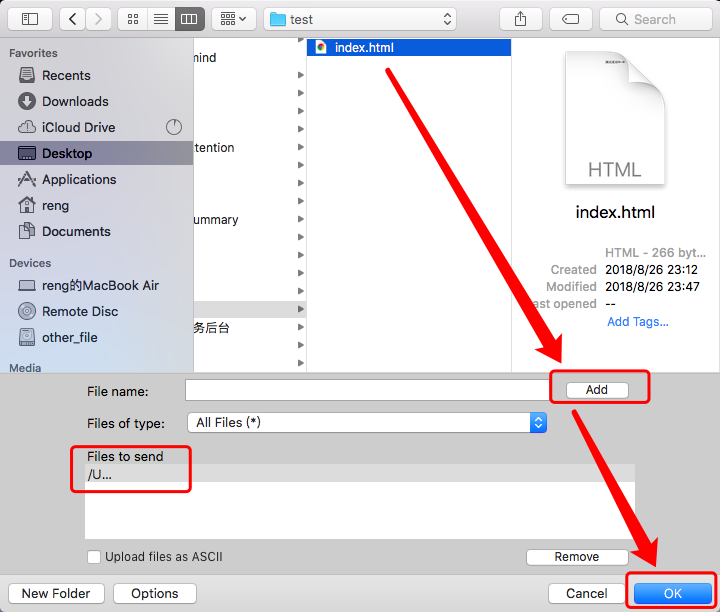 test
Search
Favorites
Recents
Downloads
iCloud Drive
Desktop
Applications
reng
Documents
Devices
reng的MacBook Air
Remote Disc
other_file
Media
mind
tention
ummary
务后台
index.html
HTML
index.html
HTML - 266 byt...
Created 2018/8/26 23:12
Modified 2018/8/26 23:47
ast opened --
Add Tags...
File name:
Add
Files of type: All Files (*)
Files to send
/U...
Upload files as ASCII
Remove
New Folder
Options
Cancel
OK